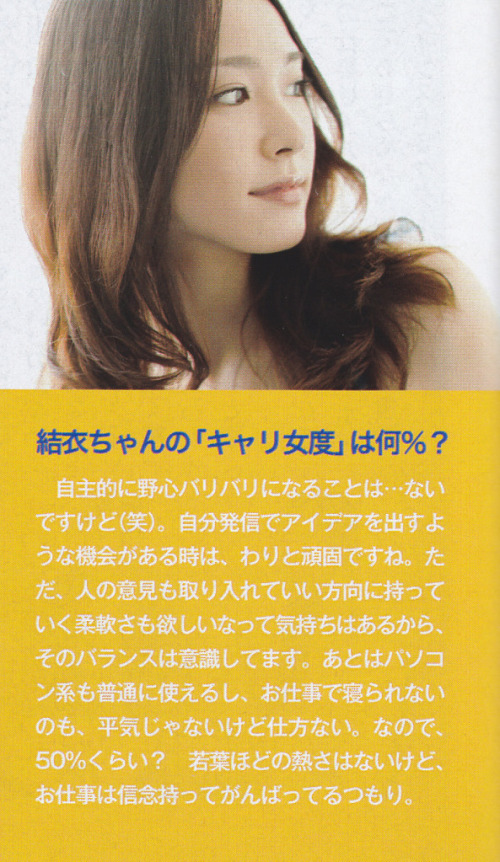 結衣ちゃんの「キャリ女度」は何%？
　自主的に野心バリバリになることは…ない
ですけど（笑）。自分発信でアイデアを出すよ
うな機会がある時は、わりと頑固ですね。た
だ、人の意見も取り入れていい方向に持って
いく柔軟さも欲しいなって気持ちはあるから、
そのバランスは意識してます。あとはパソコ
ン系も普通に使えるし、お仕事で寝られない
のも、平気じゃないけど仕方ない。なので、
50%くらい？　若葉ほどの熱さはないけど、
お仕事は信念持ってがんばってるつもり。